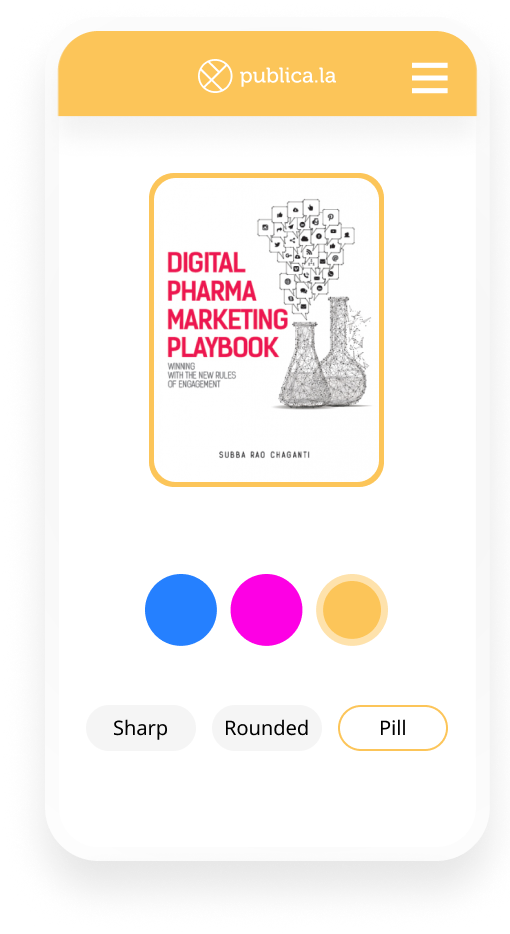 publica.la
DIGITAL
PHARMA
MARKETING
PLAYBOOK
WINNING
WITH THE NEW RULES
OF ENGAGEMENT
SUBBA RAO CHAGANTI
Sharp
Rounded
Pill